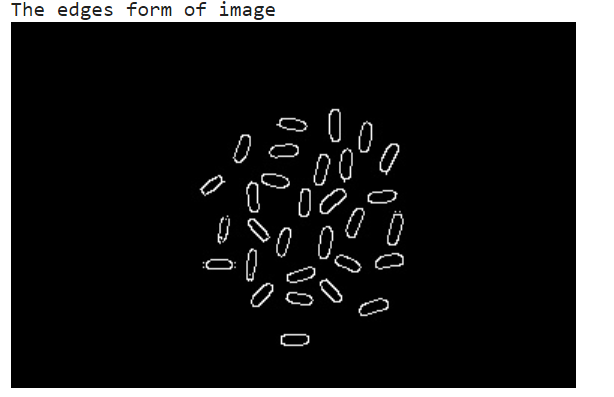 The edges form of image